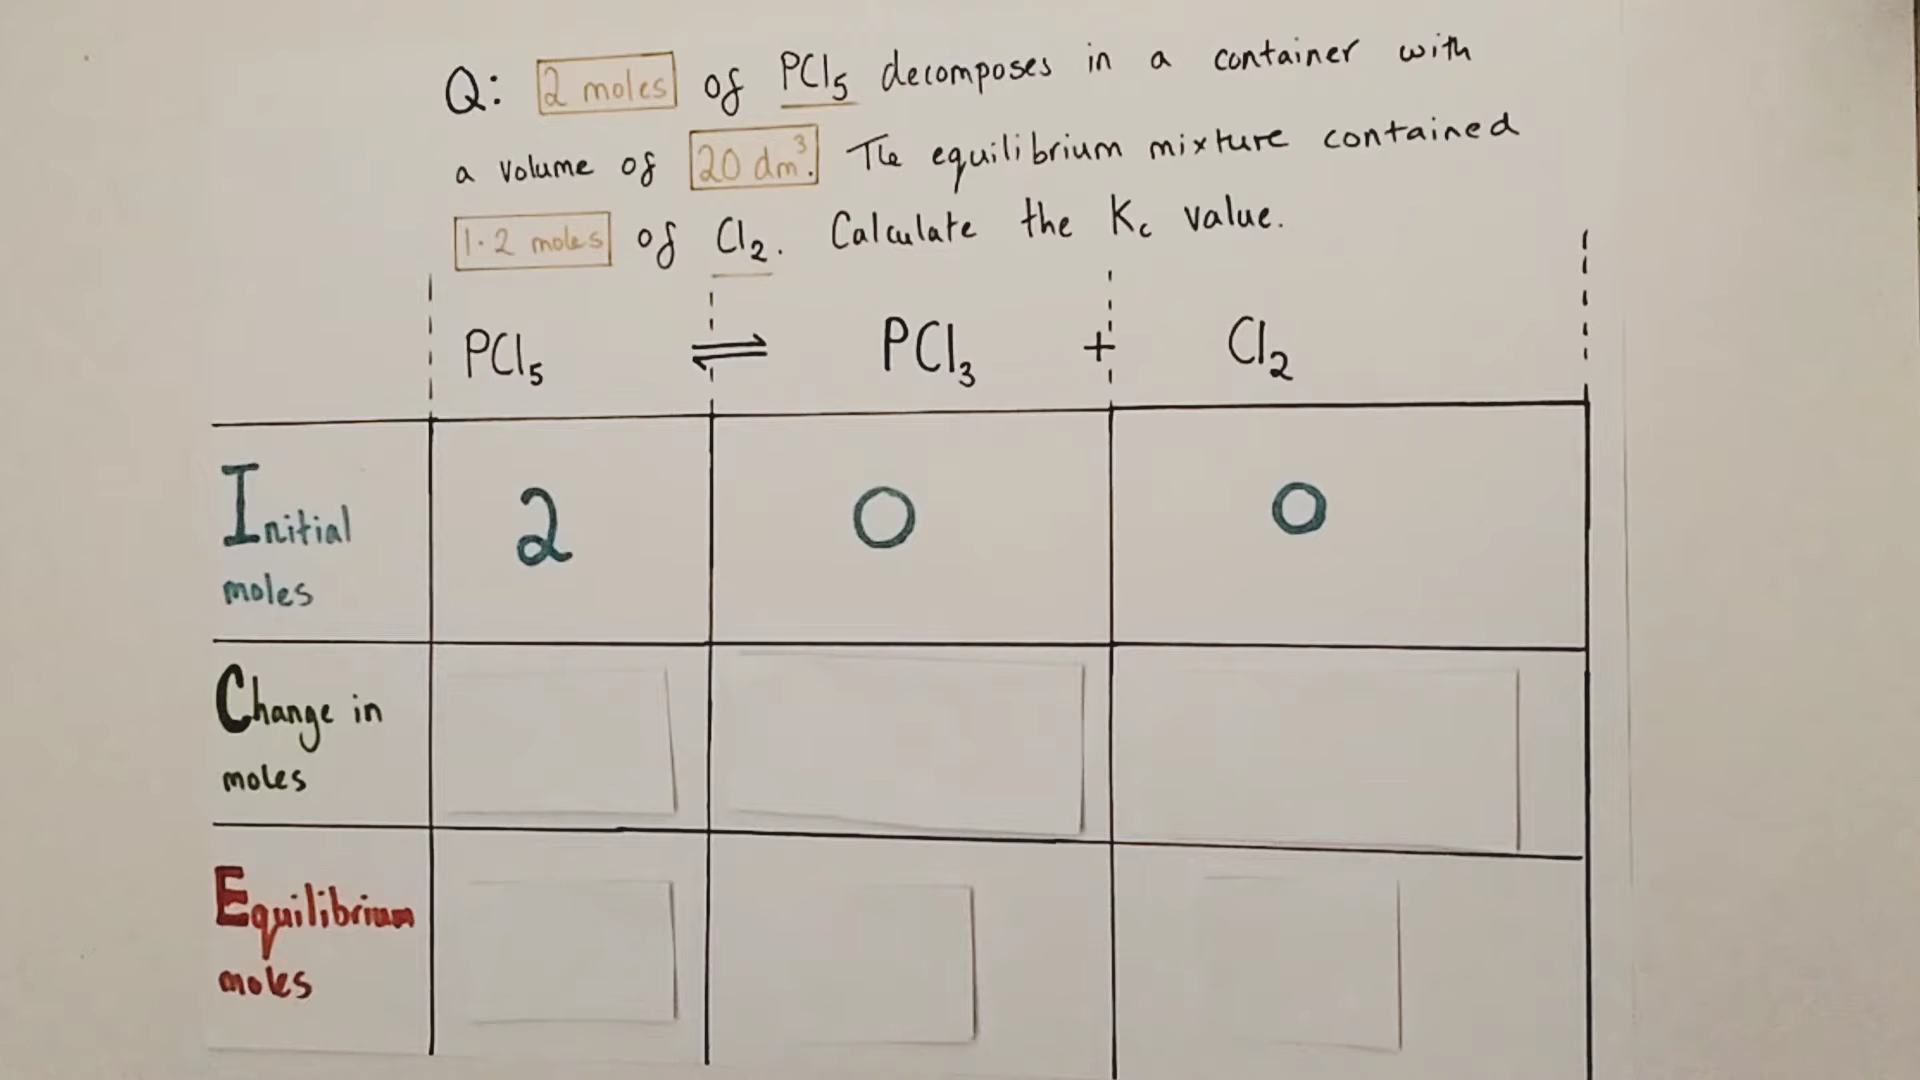 Q: 2 moles of PCl₅ decomposes in a container with
a volume of 20 dm³. The equilibrium mixture contained
1.2 moles of Cl₂. Calculate the Kc value.
PCl₅ ⇌ PCl₃ + Cl₂
Initial moles 2 0 0
Change in moles
Equilibrium moles